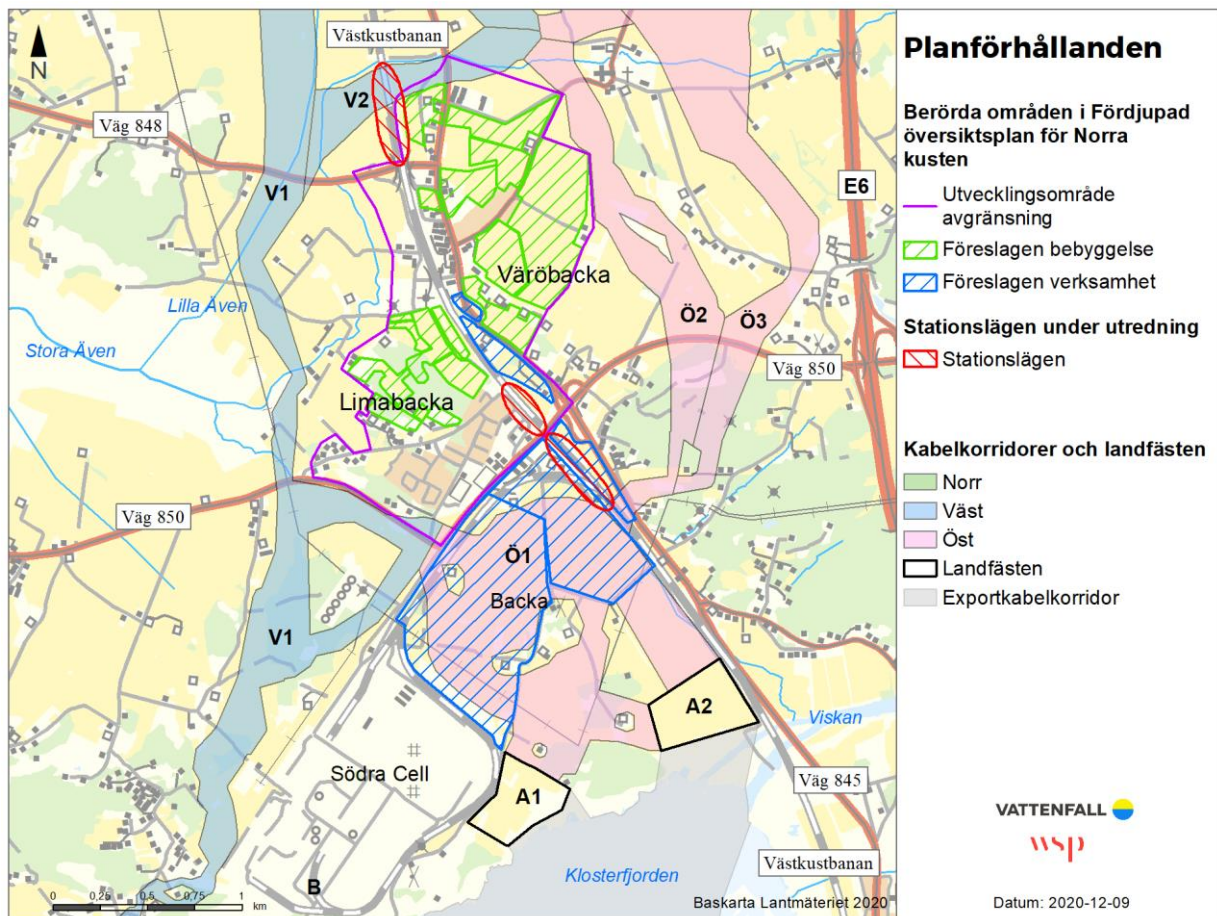 N
Västkustbanan
V2
Väg 848
V1
E6
Väröbacka
Lilla Även
Ö2
Ö3
Stora Även
Väg 850
Limabacka
Väg 850
Ö1
Backa
V1
A2
Viskan
Södra Cell
A1
Väg 845
Klosterfjorden
Västkustbanan
B
0 0,25 0,5 0,75 1
km
Baskarta Lantmäteriet 2020
Planförhållanden
Berörda områden i Fördjupad
översiktsplan för Norra
kusten
Utvecklingsområde
avgränsning
Föreslagen bebyggelse
Föreslagen verksamhet
Stationslägen under utredning
Stationslägen
Kabelkorridorer och landfästen
Norr
Väst
Öst
Landfästen
Exportkabelkorridor
VATTENFALL
wsp
Datum: 2020-12-09